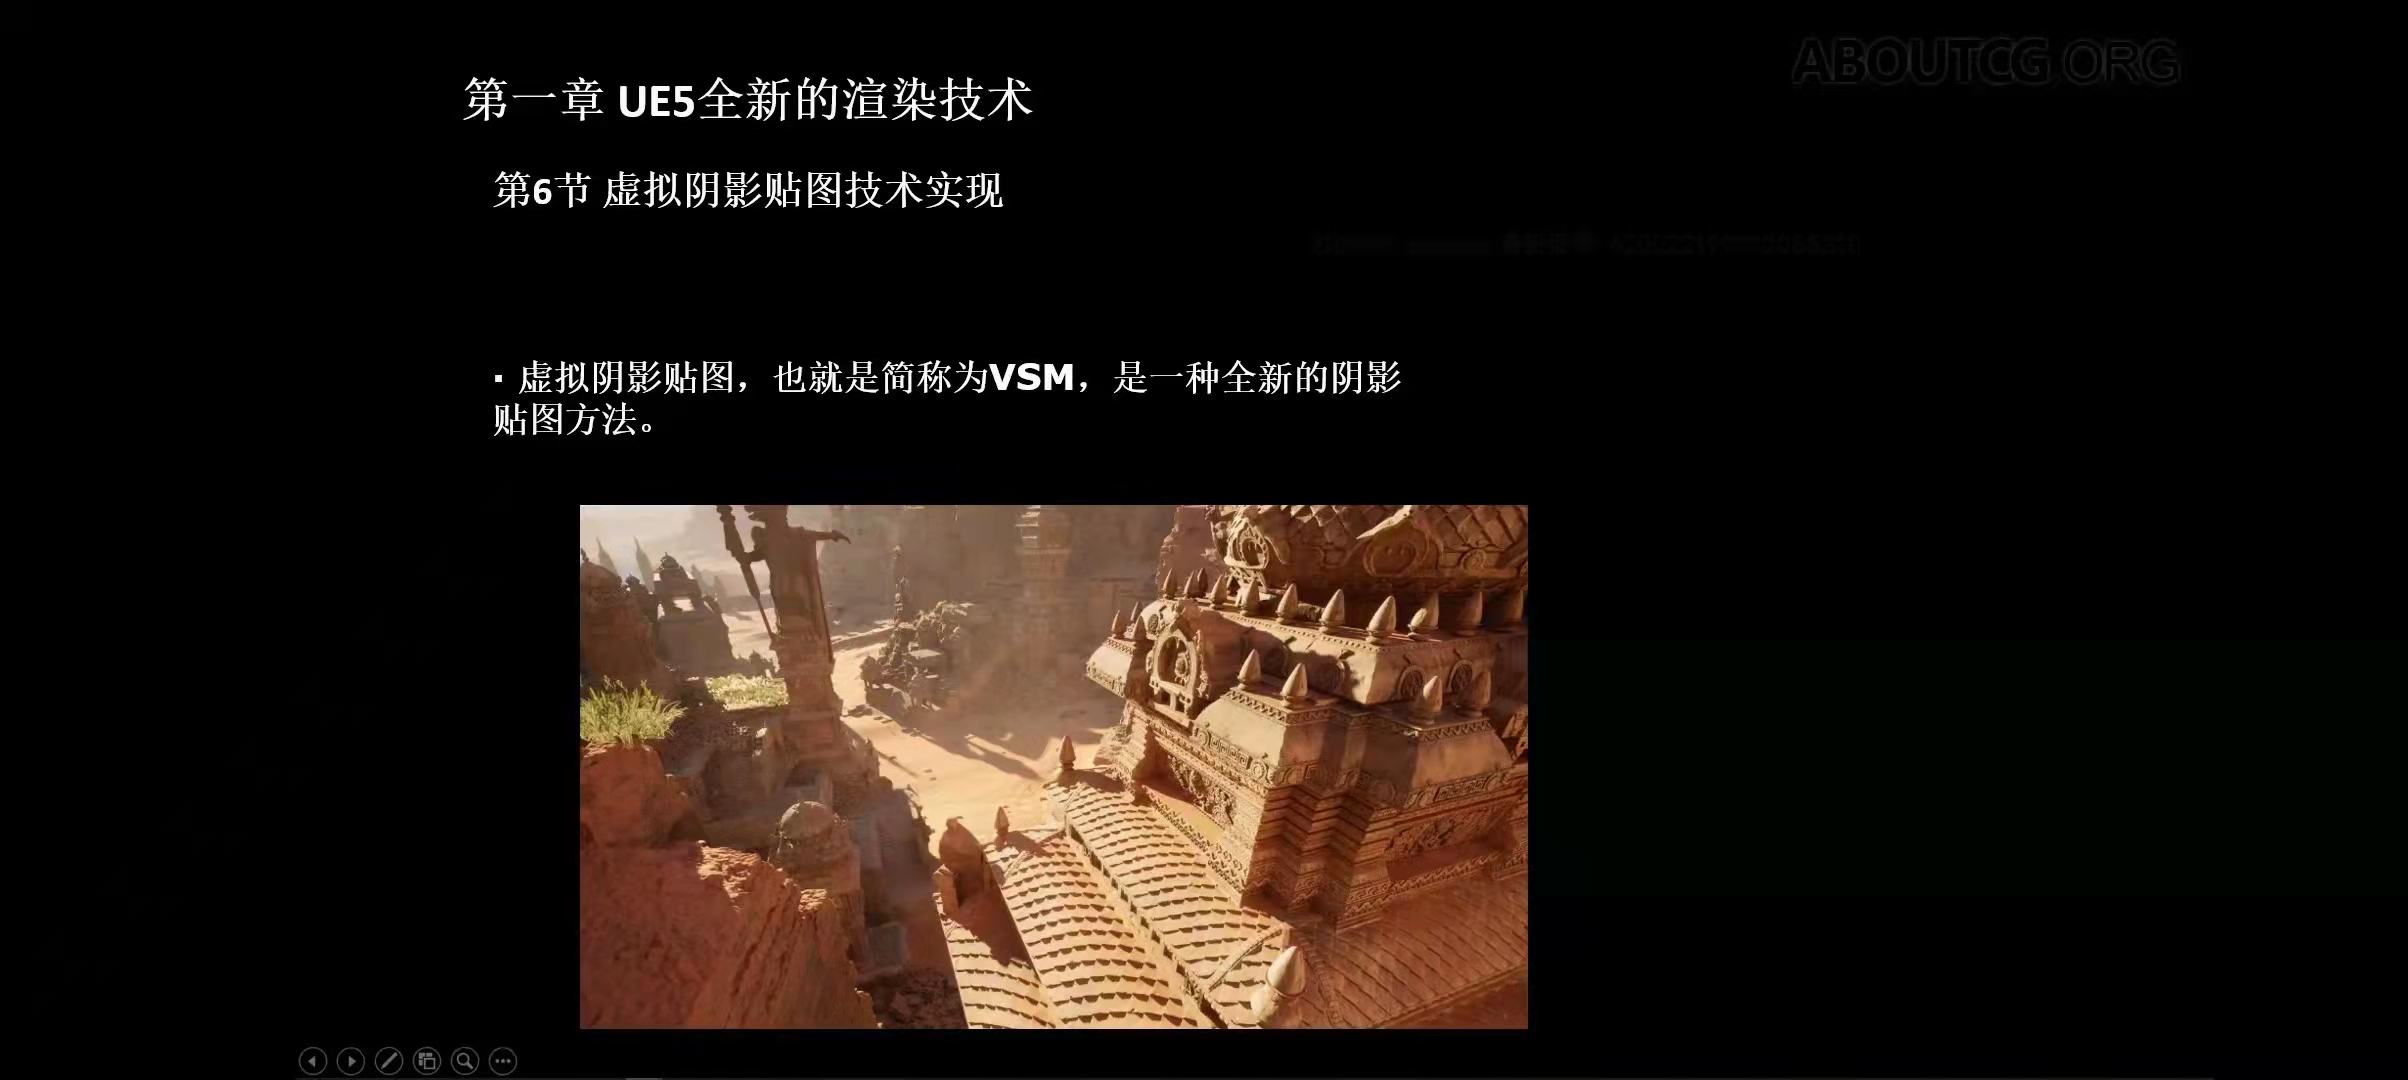 ABOUTCG.ORG
第一章 UE5全新的渲染技术
第6节 虚拟阴影贴图技术实现
▪ 虚拟阴影贴图，也就是简称为VSM，是一种全新的阴影
贴图方法。